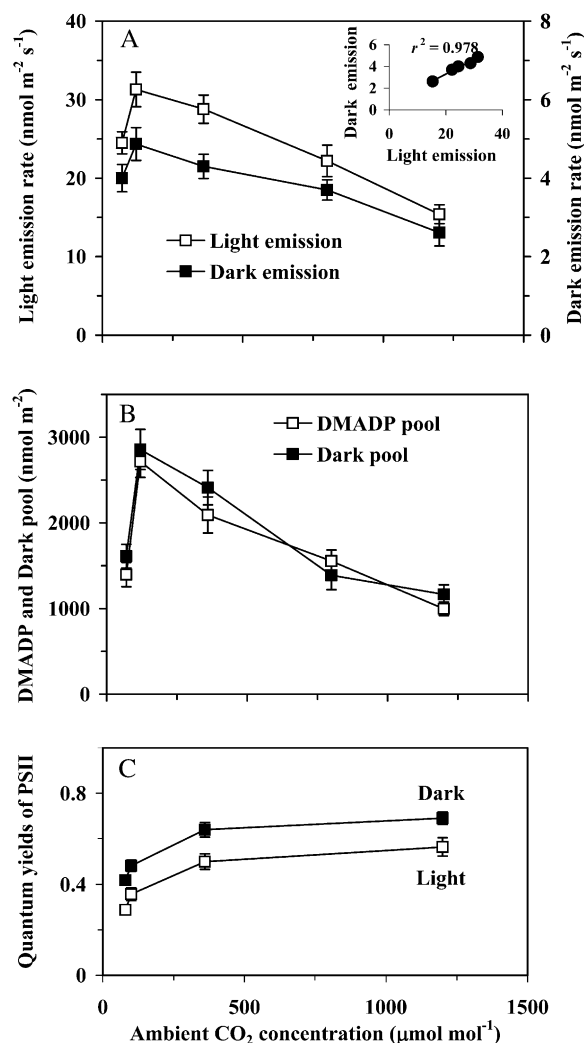 A
Light emission rate (nmol m⁻² s⁻¹)
40
30
20
10
0
Dark emission rate (nmol m⁻² s⁻¹)
8
6
4
2
0
r² = 0.978
Dark emission
6
4
2
0
0 20 40
Light emission
Light emission
Dark emission
B
DMADP and Dark pool (nmol m⁻²)
3000
2000
1000
0
DMADP pool
Dark pool
C
Quantum yields of PSII
0.8
0.4
0
Dark
Light
0 500 1000 1500
Ambient CO₂ concentration (μmol mol⁻¹)